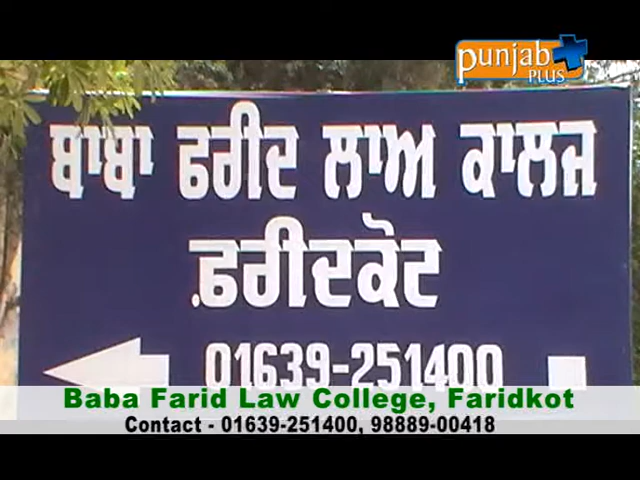 punjab
PLUS
ਬਾਬਾ ਫਰੀਦ ਲਾਅ ਕਾਲਜ
ਫ਼ਰੀਦਕੋਟ
01639-251400
Baba Farid Law College, Faridkot
Contact - 01639-251400, 98889-00418